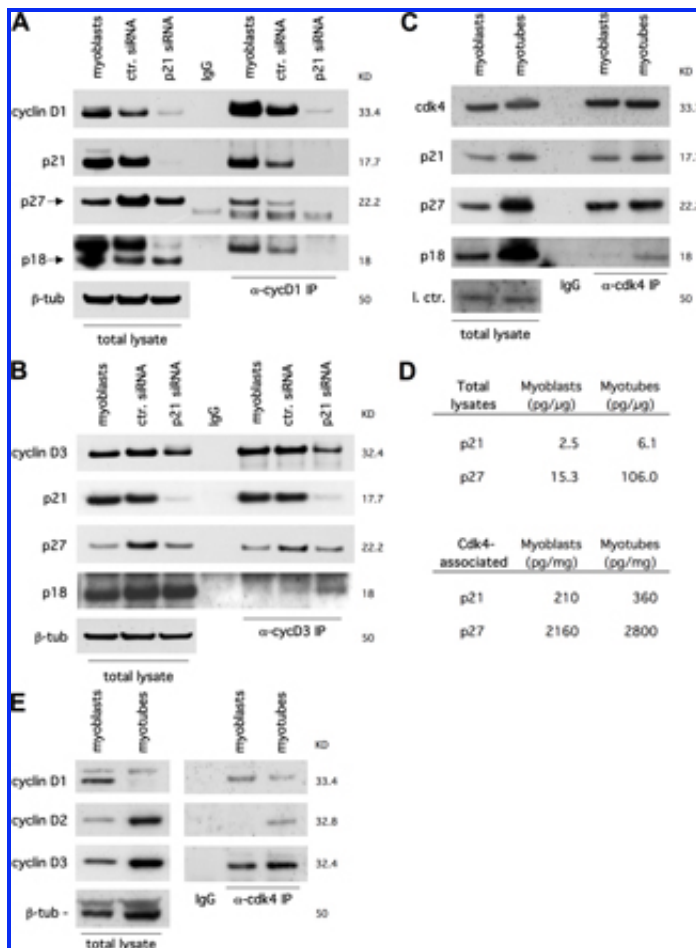 A
myoblasts
ctr. siRNA
p21 siRNA
IgG
myoblasts
ctr. siRNA
p21 siRNA
KD
cyclin D1
33.4
p21
17.7
p27
22.2
p18
18
α-cycD1 IP
β-tub
50
total lysate
B
myoblasts
ctr. siRNA
p21 siRNA
IgG
myoblasts
ctr. siRNA
p21 siRNA
KD
cyclin D3
32.4
p21
17.7
p27
22.2
p18
18
α-cycD3 IP
β-tub
50
total lysate
C
myoblasts
myotubes
myoblasts
myotubes
KD
cdk4
p21
p27
22.2
p18
18
IgG
α-cdk4 IP
l. ctr.
50
total lysate
D
Total lysates
Myoblasts (pg/μg)
Myotubes (pg/μg)
p21 2.5 6.1
p27 15.3 106.0
Cdk4-associated
Myoblasts (pg/mg)
Myotubes (pg/mg)
p21 210 360
p27 2160 2800
E
myoblasts
myotubes
myoblasts
myotubes
KD
cyclin D1
33.4
cyclin D2
32.8
cyclin D3
32.4
IgG
α-cdk4 IP
β-tub -
50
total lysate